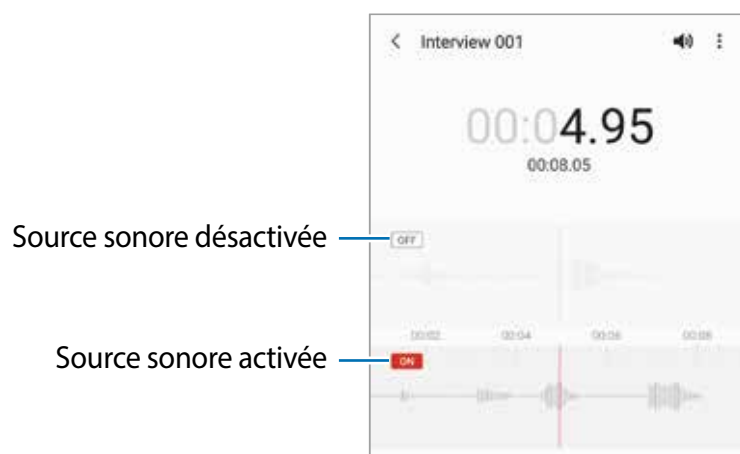 Interview 001
00:04.95
00:08.05
Source sonore désactivée
OFF
00:02 00:04 00:06 00:08
Source sonore activée
ON